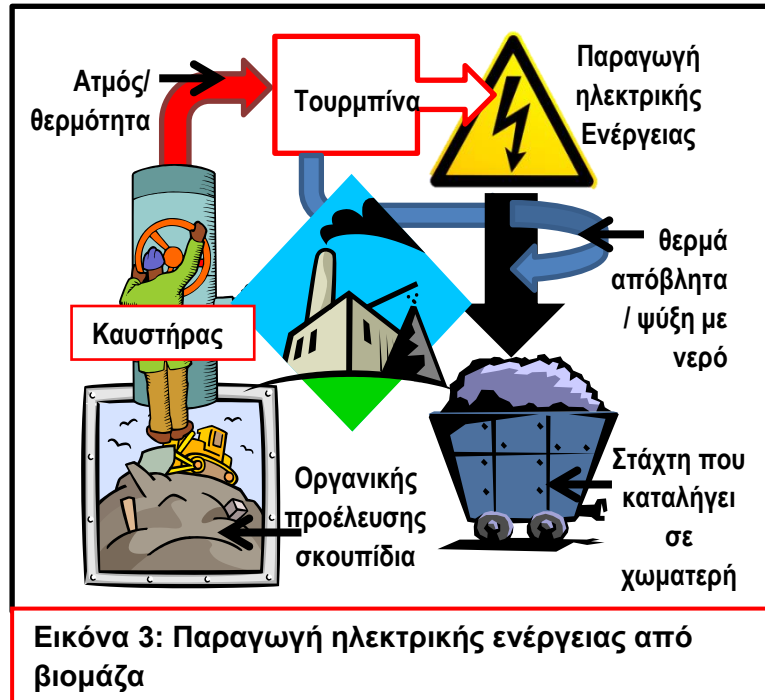 Ατμός/
θερμότητα
Τουρμπίνα
Παραγωγή
ηλεκτρικής
Ενέργειας
θερμά
απόβλητα
/ ψύξη με
νερό
Καυστήρας
Οργανικής
προέλευσης
σκουπίδια
Στάχτη που
καταλήγει
σε
χωματερή
Εικόνα 3: Παραγωγή ηλεκτρικής ενέργειας από
βιομάζα